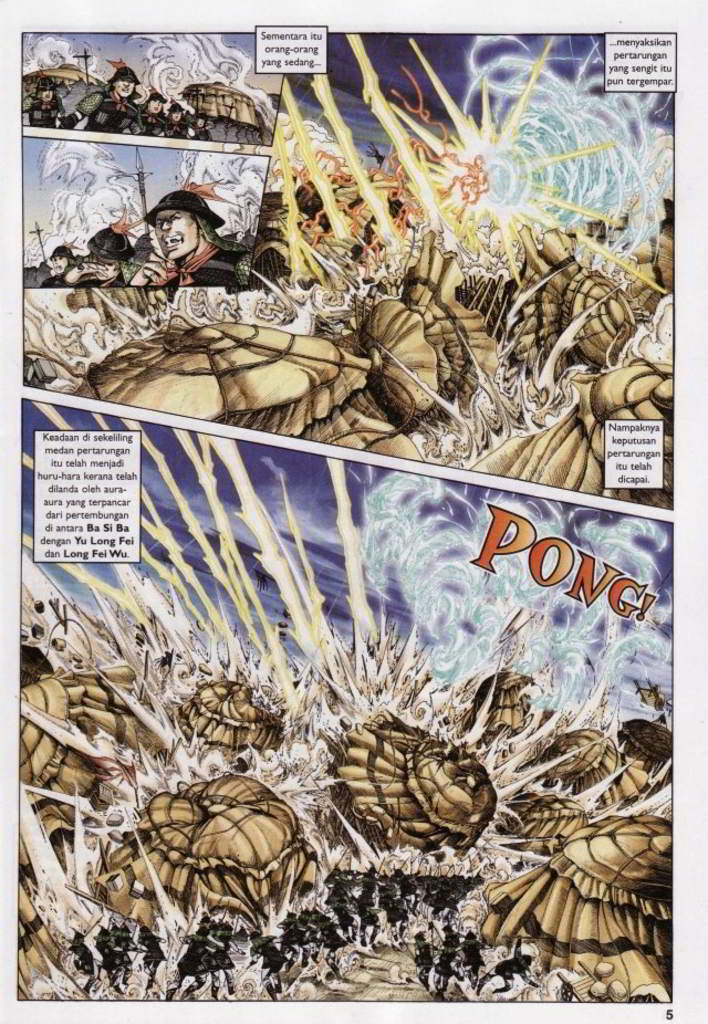 Sementara itu
orang-orang
yang sedang...
...menyaksikan
pertarungan
yang sengit itu
pun tergempar.
Nampaknya
keputusan
pertarungan
itu telah
dicapai.
Keadaan di sekeliling
medan pertarungan
itu telah menjadi
huru-hara kerana telah
dilanda oleh aura-
aura yang terpancar
dari pertembungan
di antara Ba Si Ba
dengan Yu Long Fei
dan Long Fei Wu.
PONG!
5